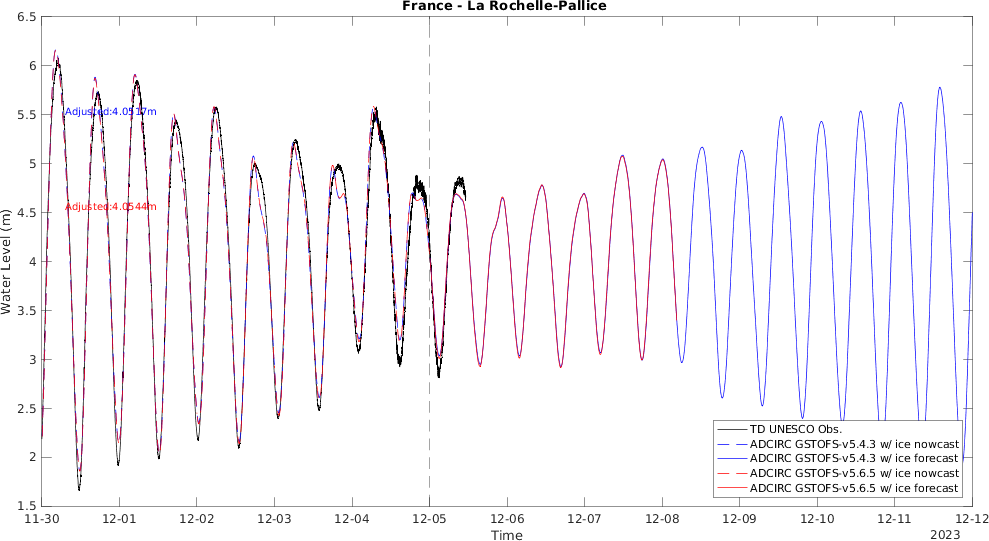 France - La Rochelle-Pallice
6.5
6
5.5
5
4.5
4
3.5
3
2.5
2
1.5
Water Level (m)
Adjusted:4.0517m
Adjusted:4.0544m
TD UNESCO Obs.
ADCIRC GSTOFS-v5.4.3 w/ ice nowcast
ADCIRC GSTOFS-v5.4.3 w/ ice forecast
ADCIRC GSTOFS-v5.6.5 w/ ice nowcast
ADCIRC GSTOFS-v5.6.5 w/ ice forecast
11-30 12-01 12-02 12-03 12-04 12-05 12-06 12-07 12-08 12-09 12-10 12-11 12-12
Time
2023